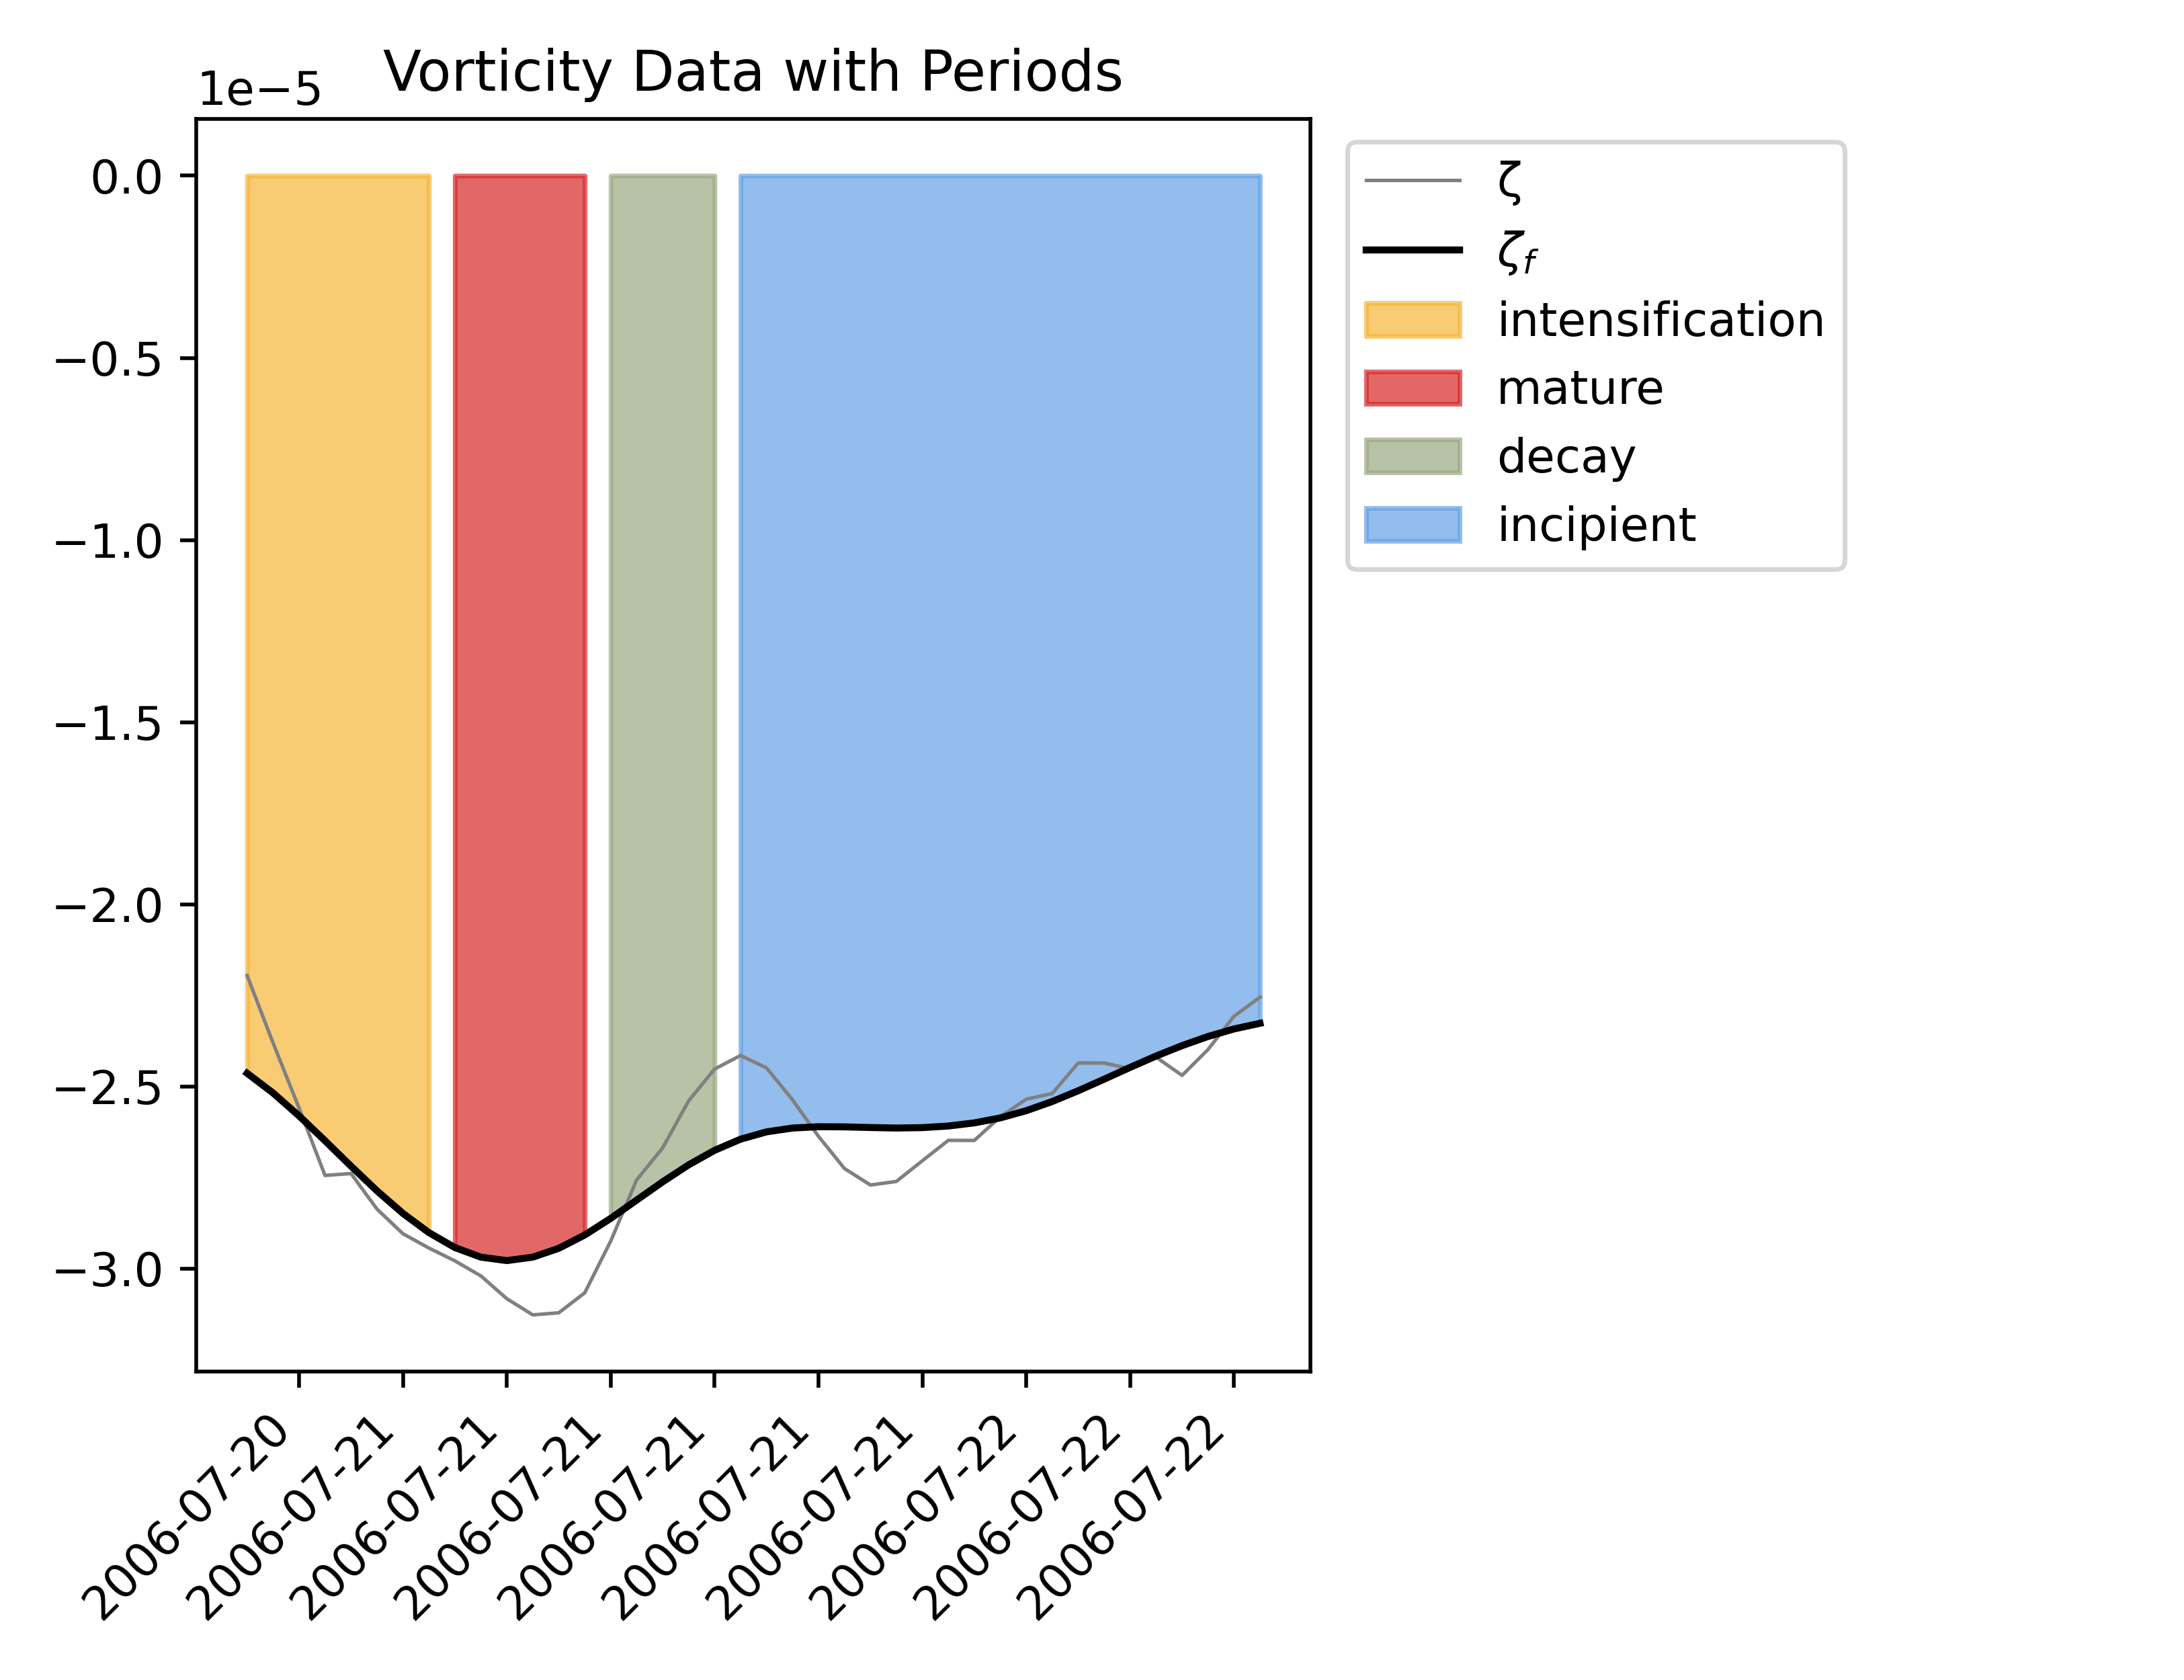 Vorticity Data with Periods
1e−5
0.0
−0.5
−1.0
−1.5
−2.0
−2.5
−3.0
2006-07-20
2006-07-21
2006-07-21
2006-07-21
2006-07-21
2006-07-21
2006-07-21
2006-07-22
2006-07-22
2006-07-22
ζ
ζf
intensification
mature
decay
incipient